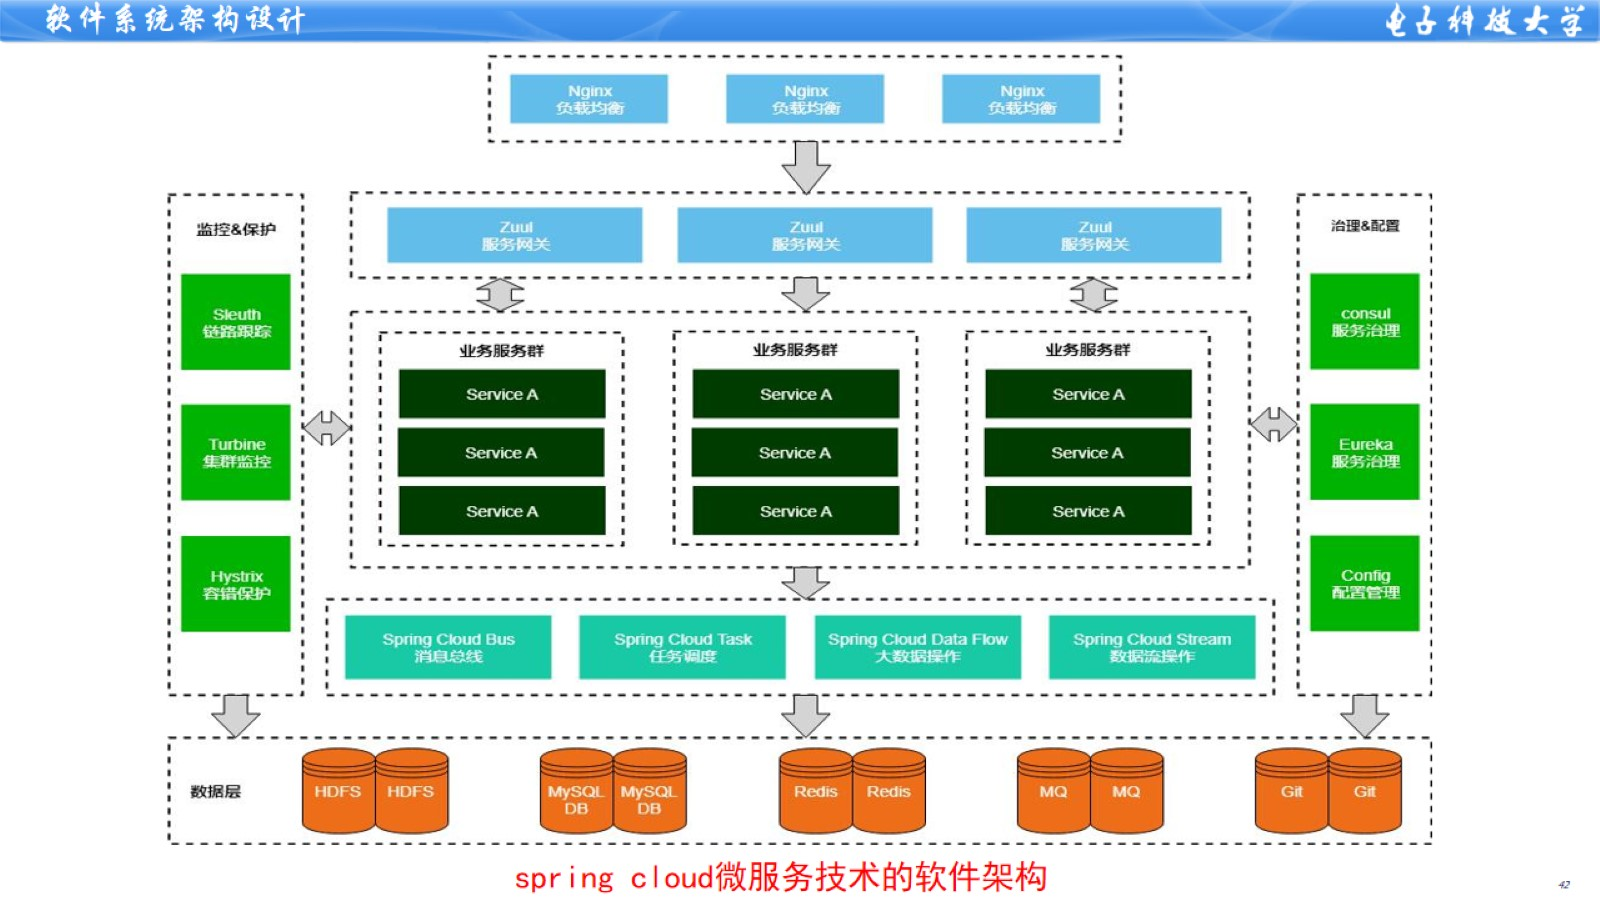 软件系统架构设计
电子科技大学
Nginx
负载均衡
Nginx
负载均衡
Nginx
负载均衡
Zuul
服务网关
Zuul
服务网关
Zuul
服务网关
监控&保护
Sleuth
链路跟踪
Turbine
集群监控
Hystrix
容错保护
业务服务群
Service A
Service A
Service A
业务服务群
Service A
Service A
Service A
业务服务群
Service A
Service A
Service A
治理&配置
consul
服务治理
Eureka
服务治理
Config
配置管理
Spring Cloud Bus
消息总线
Spring Cloud Task
任务调度
Spring Cloud Data Flow
大数据操作
Spring Cloud Stream
数据流操作
数据层
HDFS
HDFS
MySQL
DB
MySQL
DB
Redis
Redis
MQ
MQ
Git
Git
spring cloud微服务技术的软件架构
42